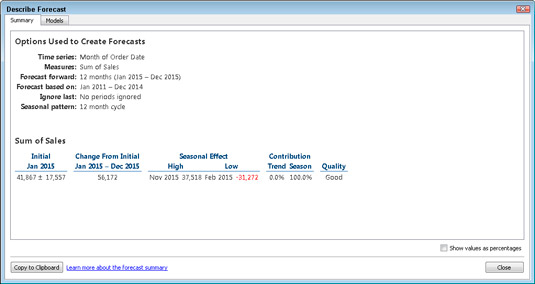 Describe Forecast
Summary Models
Options Used to Create Forecasts
Time series: Month of Order Date
Measures: Sum of Sales
Forecast forward: 12 months (Jan 2015 – Dec 2015)
Forecast based on: Jan 2011 – Dec 2014
Ignore last: No periods ignored
Seasonal pattern: 12 month cycle
Sum of Sales
Initial Change From Initial Seasonal Effect Contribution
Jan 2015 Jan 2015 – Dec 2015 High Low Trend Season Quality
41,867 ± 17,557 56,172 Nov 2015 37,518 Feb 2015 -31,272 0.0% 100.0% Good
Show values as percentages
Copy to Clipboard Learn more about the forecast summary Close